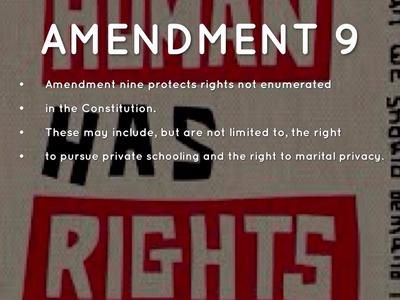 AMENDMENT 9
• Amendment nine protects rights not enumerated
• in the Constitution.
• These may include, but are not limited to, the right
• to pursue private schooling and the right to marital privacy.
HUMAN
HAS
RIGHTS